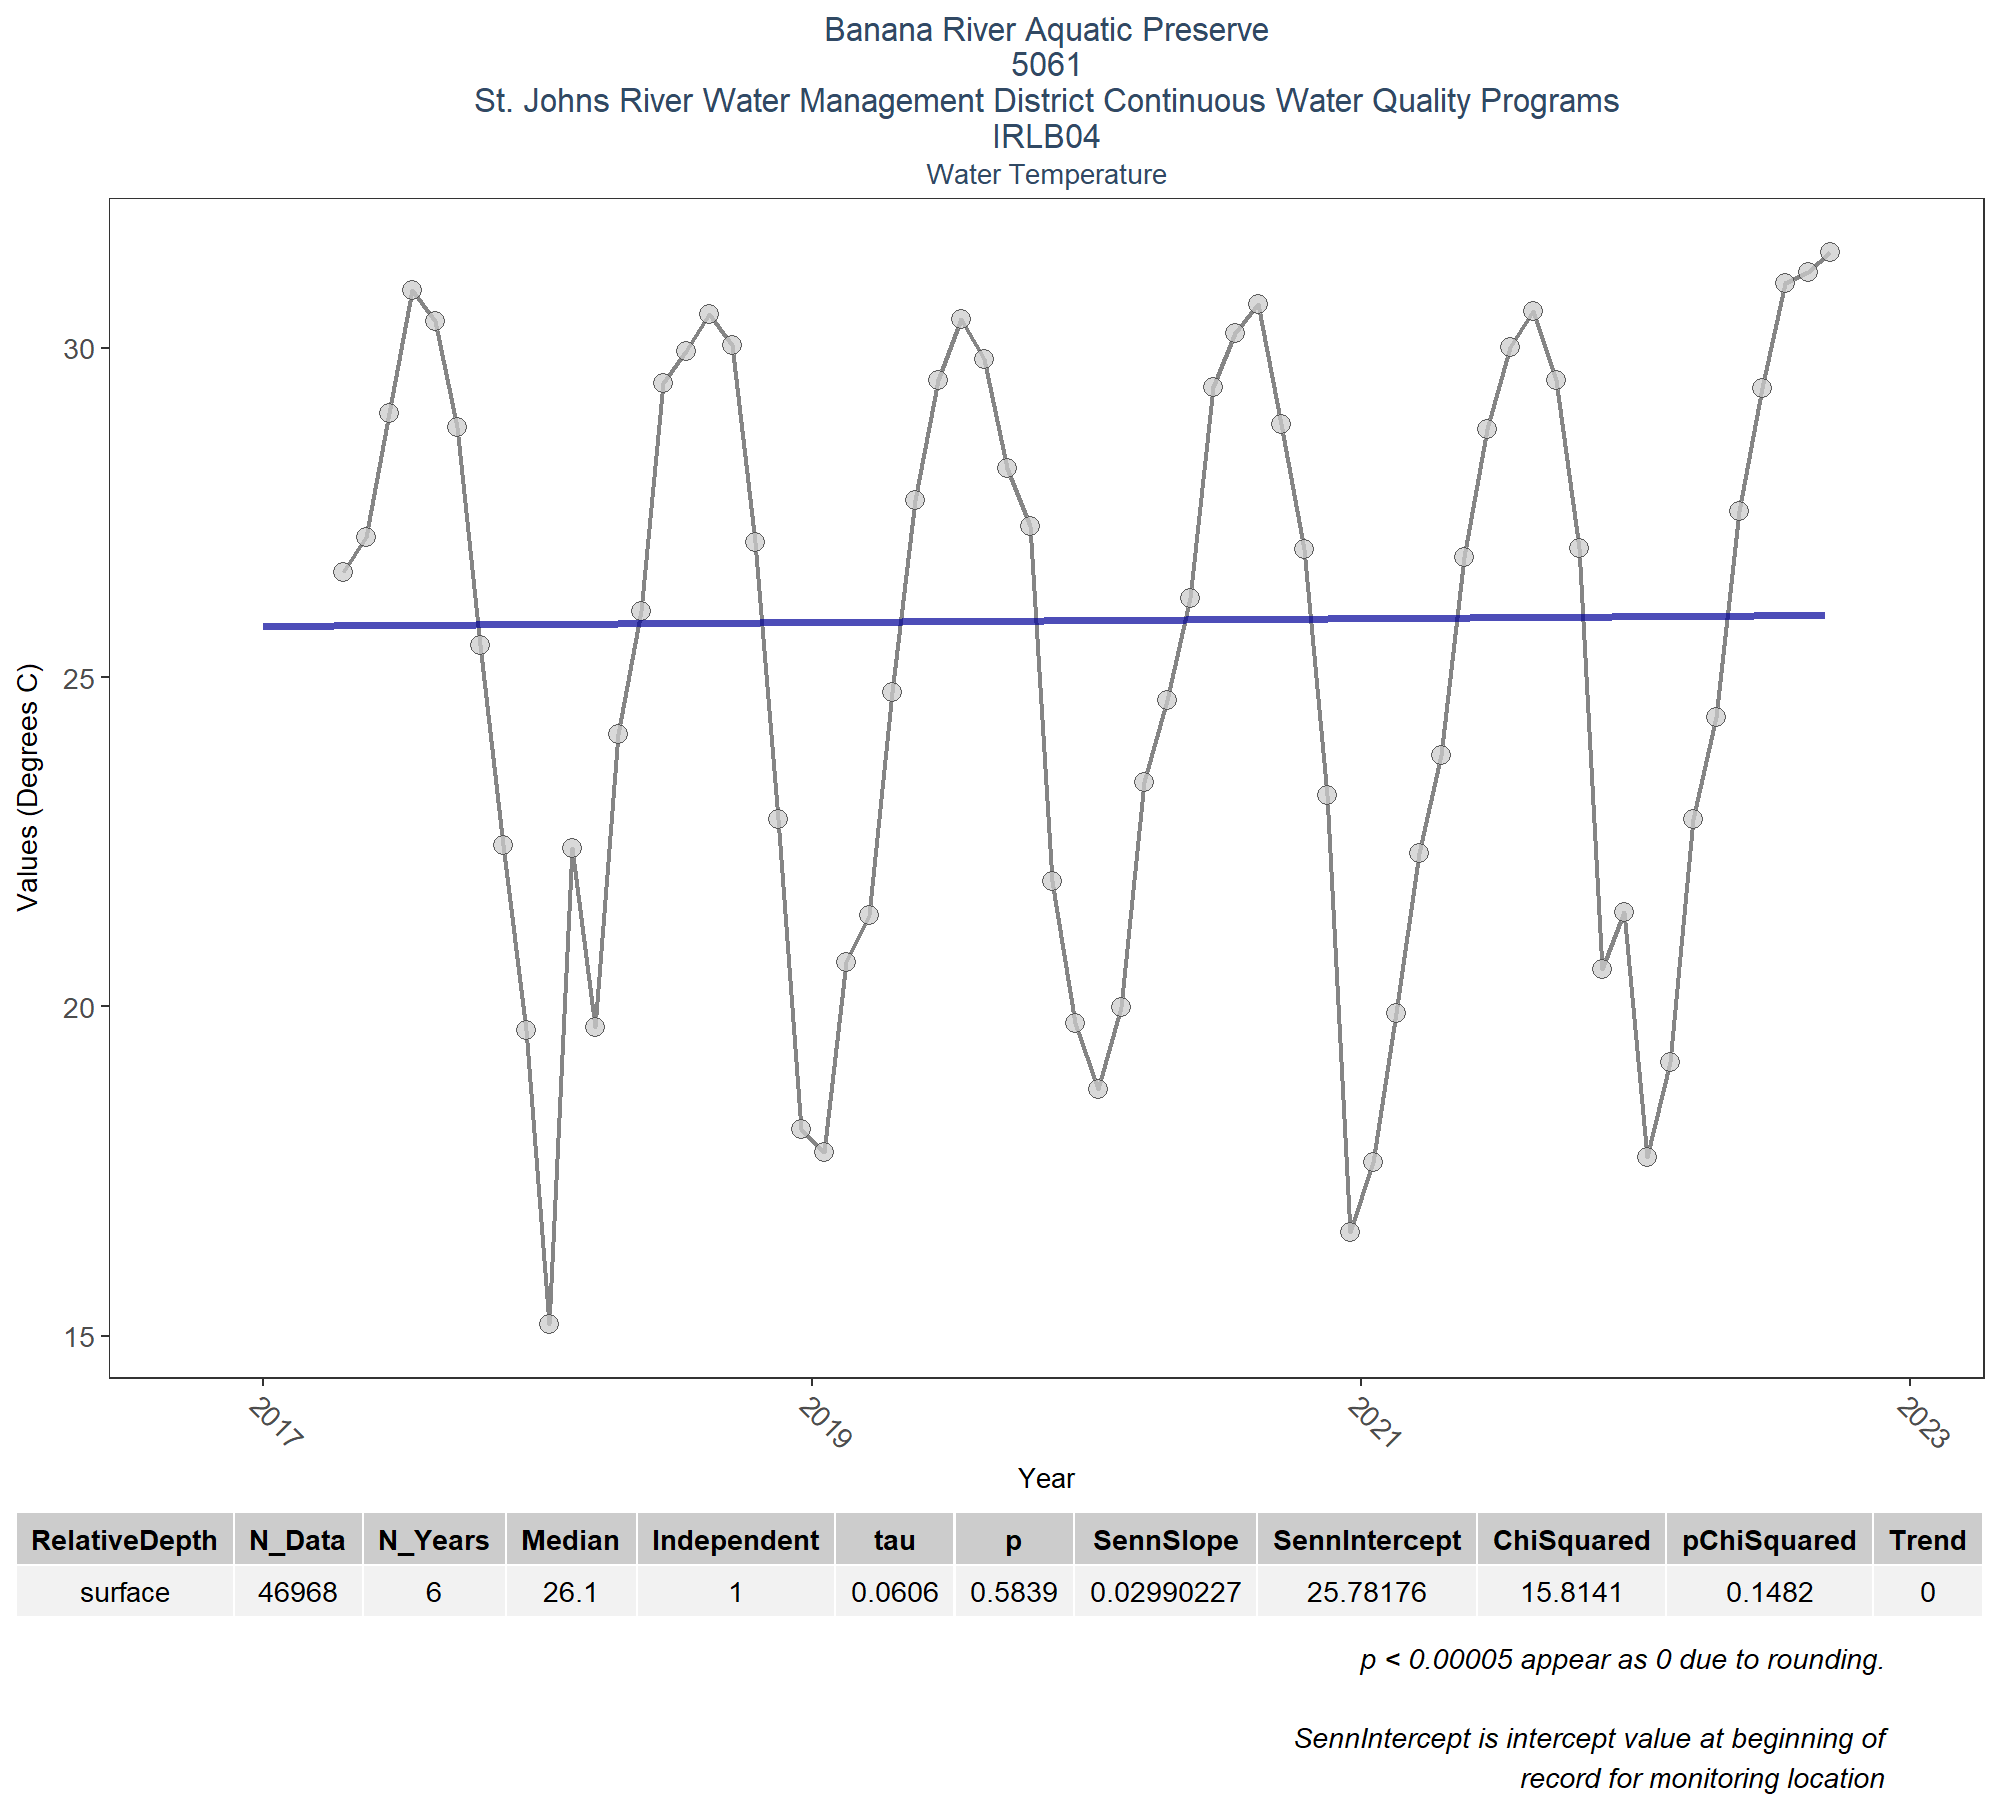 Banana River Aquatic Preserve
5061
St. Johns River Water Management District Continuous Water Quality Programs
IRLB04
Water Temperature
Values (Degrees C)
30
25
20
15
2017
2019
2021
2023
Year
RelativeDepth N_Data N_Years Median Independent tau p SennSlope SennIntercept ChiSquared pChiSquared Trend
surface 46968 6 26.1 1 0.0606 0.5839 0.02990227 25.78176 15.8141 0.1482 0
p < 0.00005 appear as 0 due to rounding.
SennIntercept is intercept value at beginning of
record for monitoring location